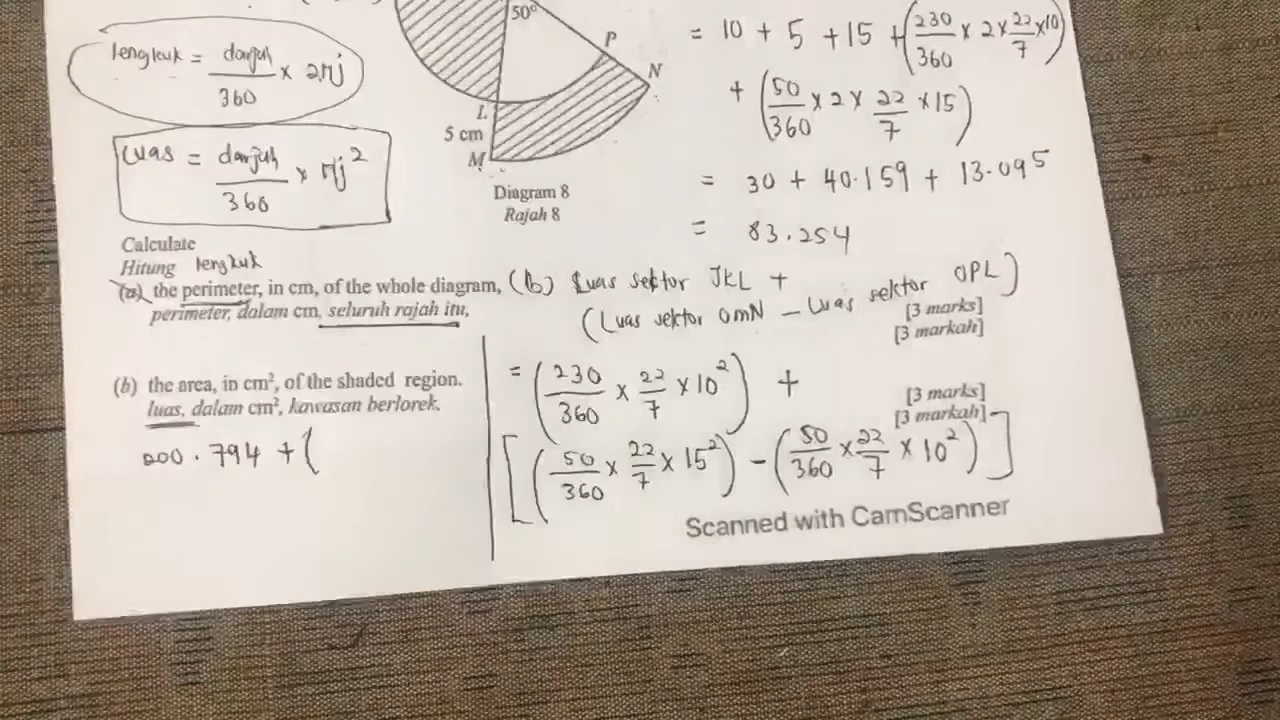 50°
P
N
L
5 cm
M
Diagram 8
Rajah 8
lengkuk = darjah/360 × 2πj
Luas = darjah/360 × πj²
= 10 + 5 + 15 + (230/360 × 2 × 22/7 × 10)
+ (50/360 × 2 × 22/7 × 15)
= 30 + 40.159 + 13.095
= 83.254
Calculate
Hitung lengkuk
(a) the perimeter, in cm, of the whole diagram,
perimeter, dalam cm, seluruh rajah itu,
[3 marks]
[3 markah]
(b) the area, in cm², of the shaded region.
luas, dalam cm², kawasan berlorek.
[3 marks]
[3 markah]
(b) Luas sektor JKL +
(Luas sektor OMN – Luas sektor OPL)
= (230/360 × 22/7 × 10²) +
[(50/360 × 22/7 × 15²) – (50/360 × 22/7 × 10²)]
200.794 + (
Scanned with CamScanner